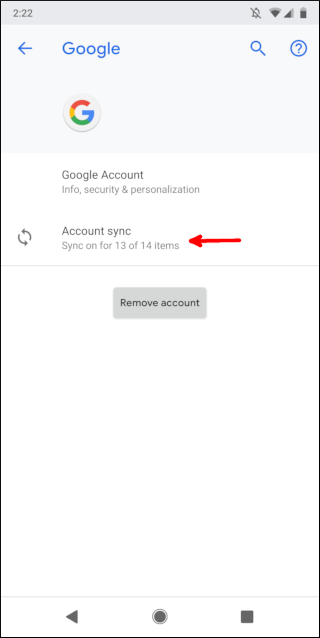 2:22
Google
Google Account
Info, security & personalization
Account sync
Sync on for 13 of 14 items
Remove account